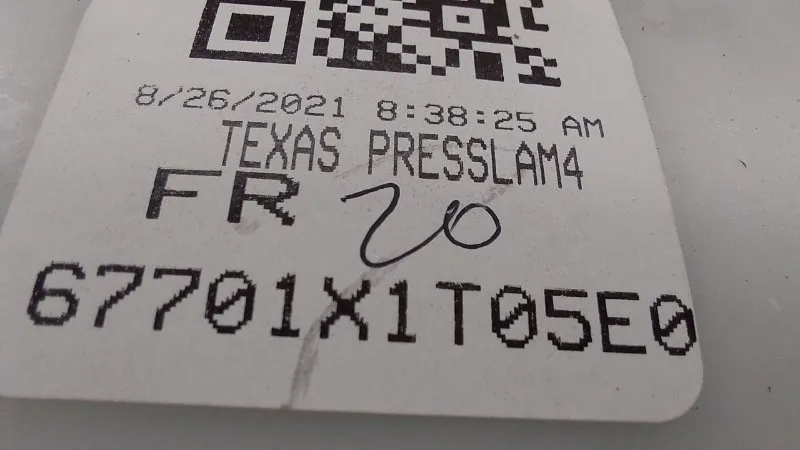 8/26/2021 8:38:25 AM
TEXAS PRESSLAM4
FR 20
67701X1T05E0